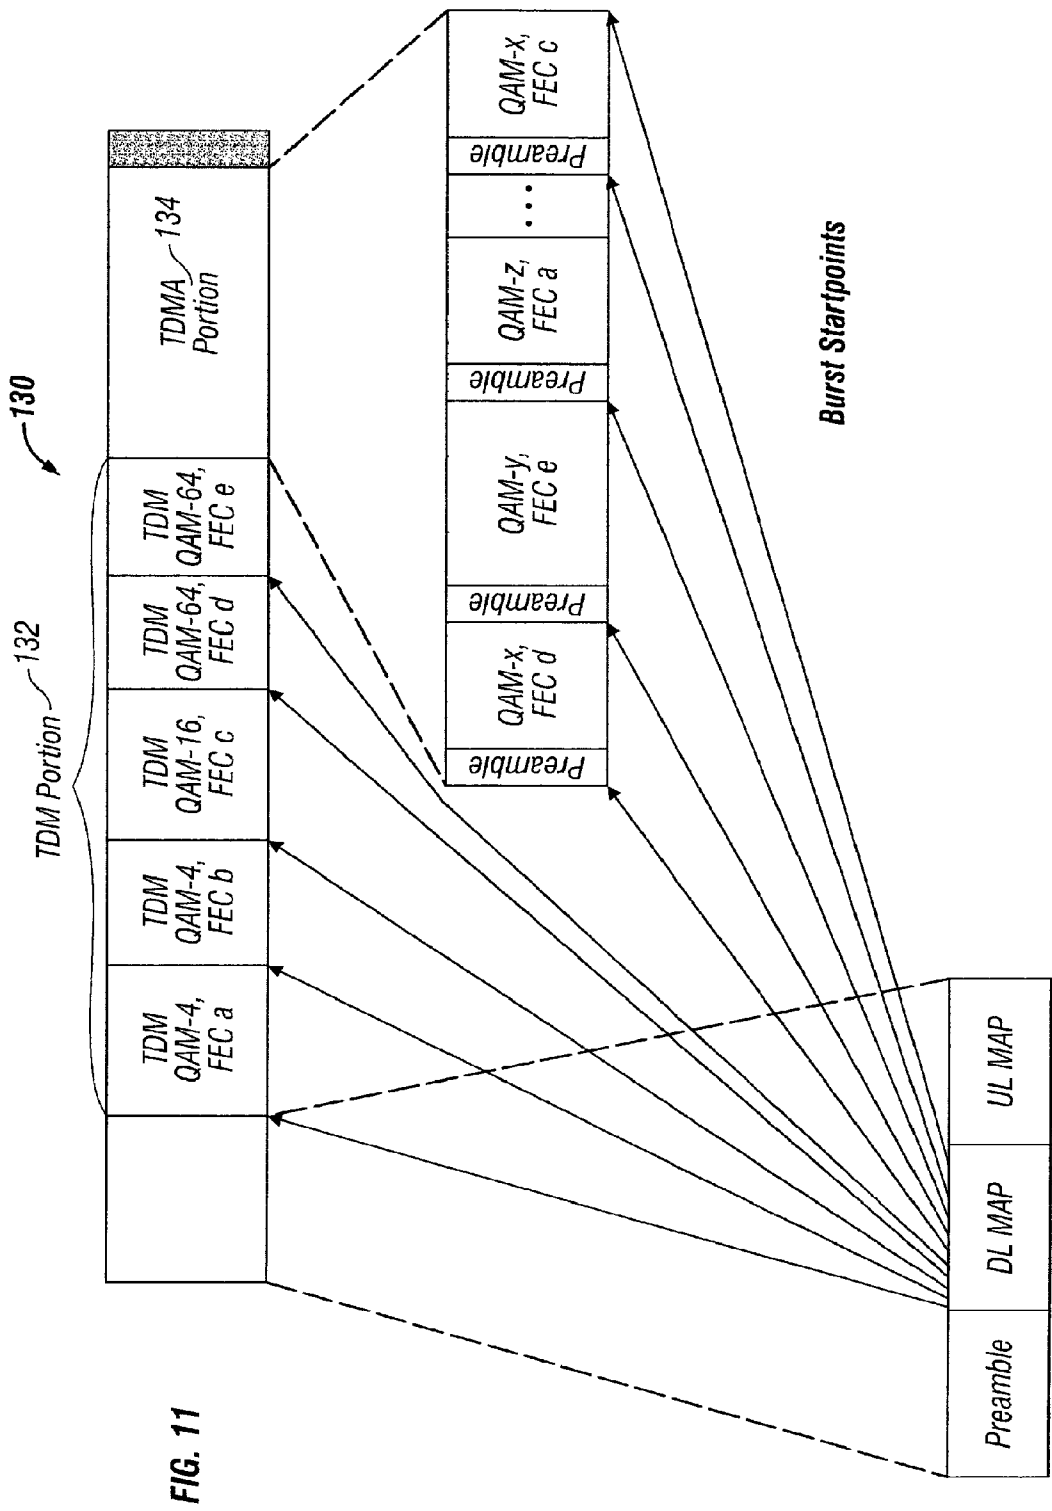 FIG. 11
130
TDM Portion 132
TDM
QAM-4,
FEC a
TDM
QAM-4,
FEC b
TDM
QAM-16,
FEC c
TDM
QAM-64,
FEC d
TDM
QAM-64,
FEC e
TDMA 134
Portion
Preamble
QAM-x,
FEC d
Preamble
QAM-y,
FEC e
Preamble
QAM-z,
FEC a
• • •
Preamble
QAM-x,
FEC c
Burst Startpoints
Preamble
DL MAP
UL MAP